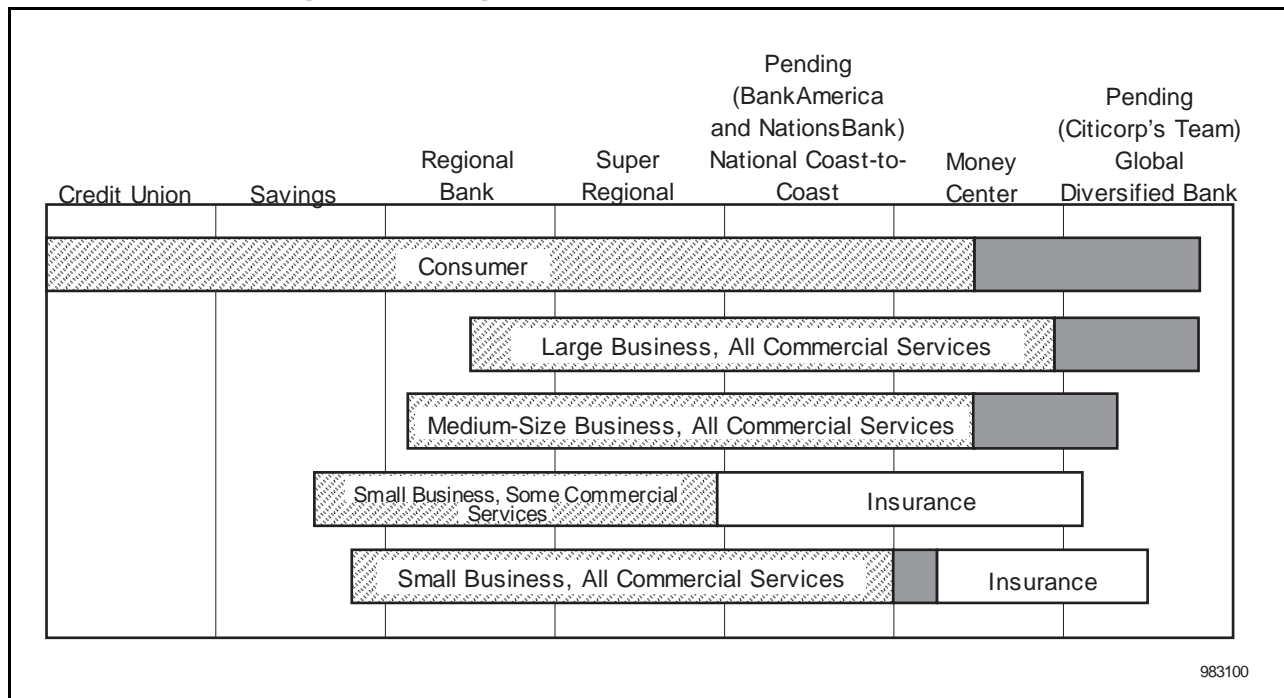 Credit Union
Savings
Regional
Bank
Super
Regional
Pending
(BankAmerica
and NationsBank)
National Coast-to-
Coast
Money
Center
Pending
(Citicorp's Team)
Global
Diversified Bank
Consumer
Large Business, All Commercial Services
Medium-Size Business, All Commercial Services
Small Business, Some Commercial
Services
Insurance
Small Business, All Commercial Services
Insurance
983100